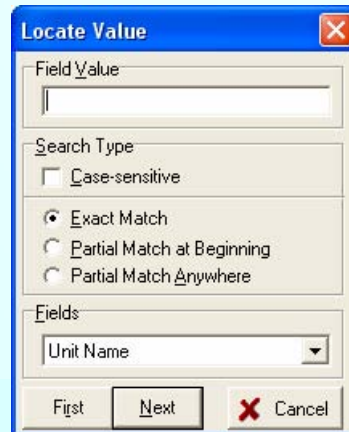 Locate Value
Field Value
Search Type
Case-sensitive
Exact Match
Partial Match at Beginning
Partial Match Anywhere
Fields
Unit Name
First Next Cancel